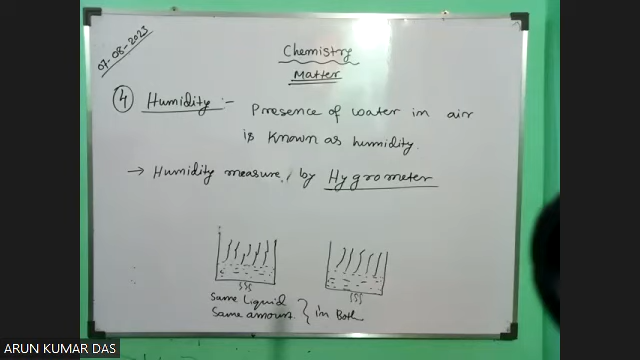 07-08-2023
Chemistry
Matter
④ Humidity :- Presence of water in air
is known as humidity.
→ Humidity measure by Hygrometer
Same Liquid
Same amount } in Both
ARUN KUMAR DAS